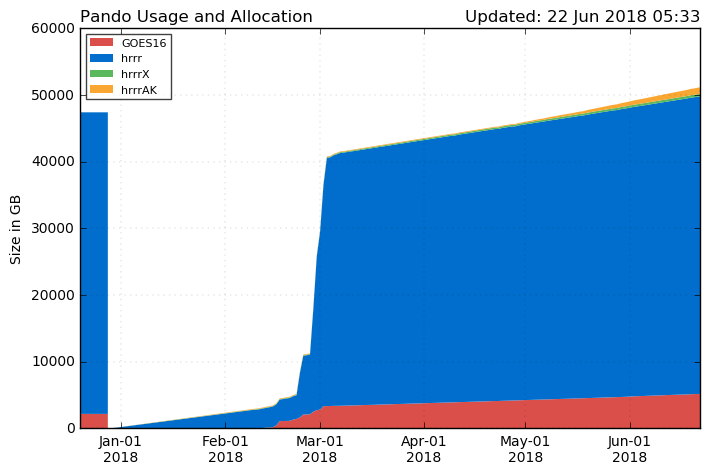 Pando Usage and Allocation Updated: 22 Jun 2018 05:33
GOES16
hrrr
hrrrX
hrrrAK
Size in GB
60000
50000
40000
30000
20000
10000
0
Jan-01 Feb-01 Mar-01 Apr-01 May-01 Jun-01
2018 2018 2018 2018 2018 2018